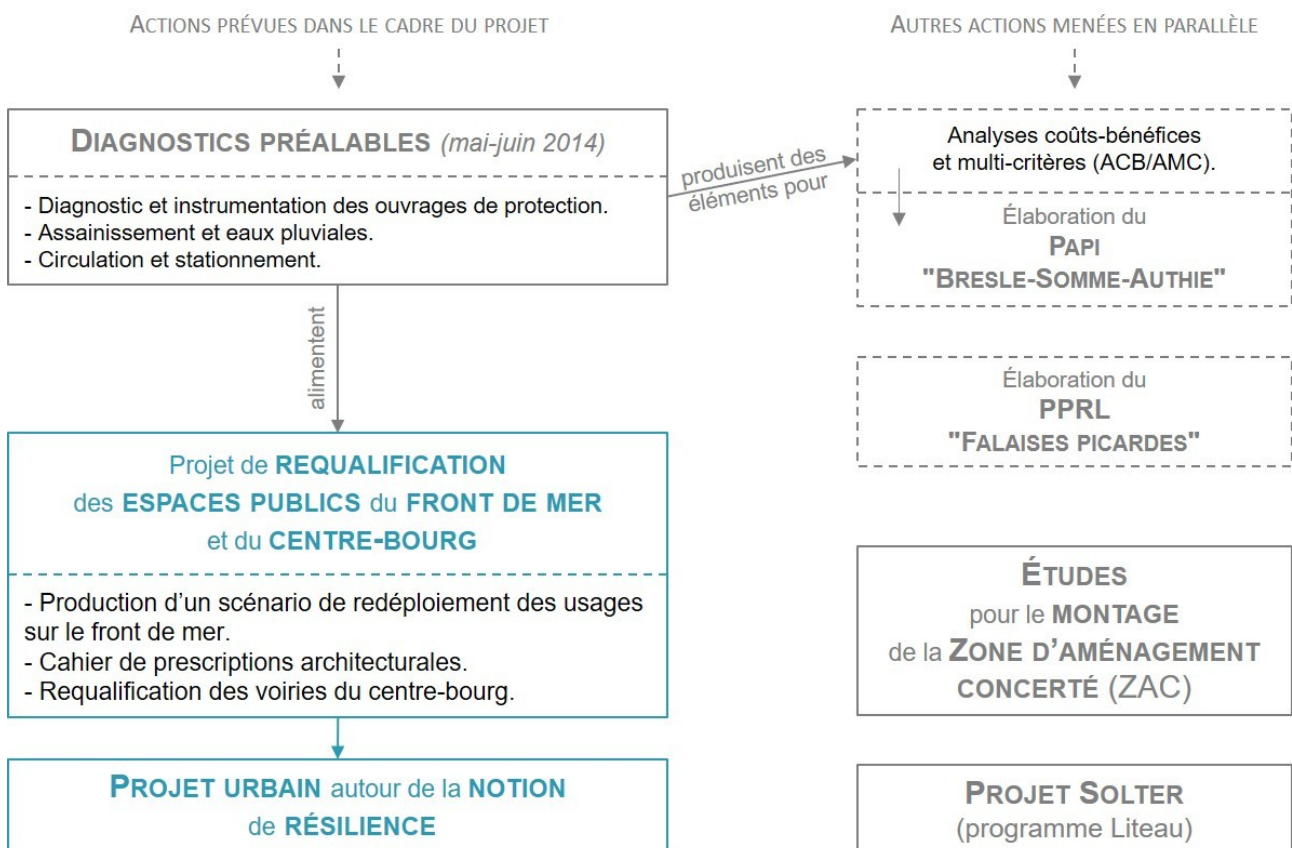 ACTIONS PRÉVUES DANS LE CADRE DU PROJET
DIAGNOSTICS PRÉALABLES (mai-juin 2014)
- Diagnostic et instrumentation des ouvrages de protection.
- Assainissement et eaux pluviales.
- Circulation et stationnement.
alimentent
Projet de REQUALIFICATION
des ESPACES PUBLICS du FRONT DE MER
et du CENTRE-BOURG
- Production d’un scénario de redéploiement des usages
sur le front de mer.
- Cahier de prescriptions architecturales.
- Requalification des voiries du centre-bourg.
PROJET URBAIN autour de la NOTION
de RÉSILIENCE
produisent des
éléments pour
AUTRES ACTIONS MENÉES EN PARALLÈLE
Analyses coûts-bénéfices
et multi-critères (ACB/AMC).
Élaboration du
PAPI
"BRESLE-SOMME-AUTHIE"
Élaboration du
PPRL
"FALAISES PICARDES"
ÉTUDES
pour le MONTAGE
de la ZONE D’AMÉNAGEMENT
CONCERTÉ (ZAC)
PROJET SOLTER
(programme Liteau)